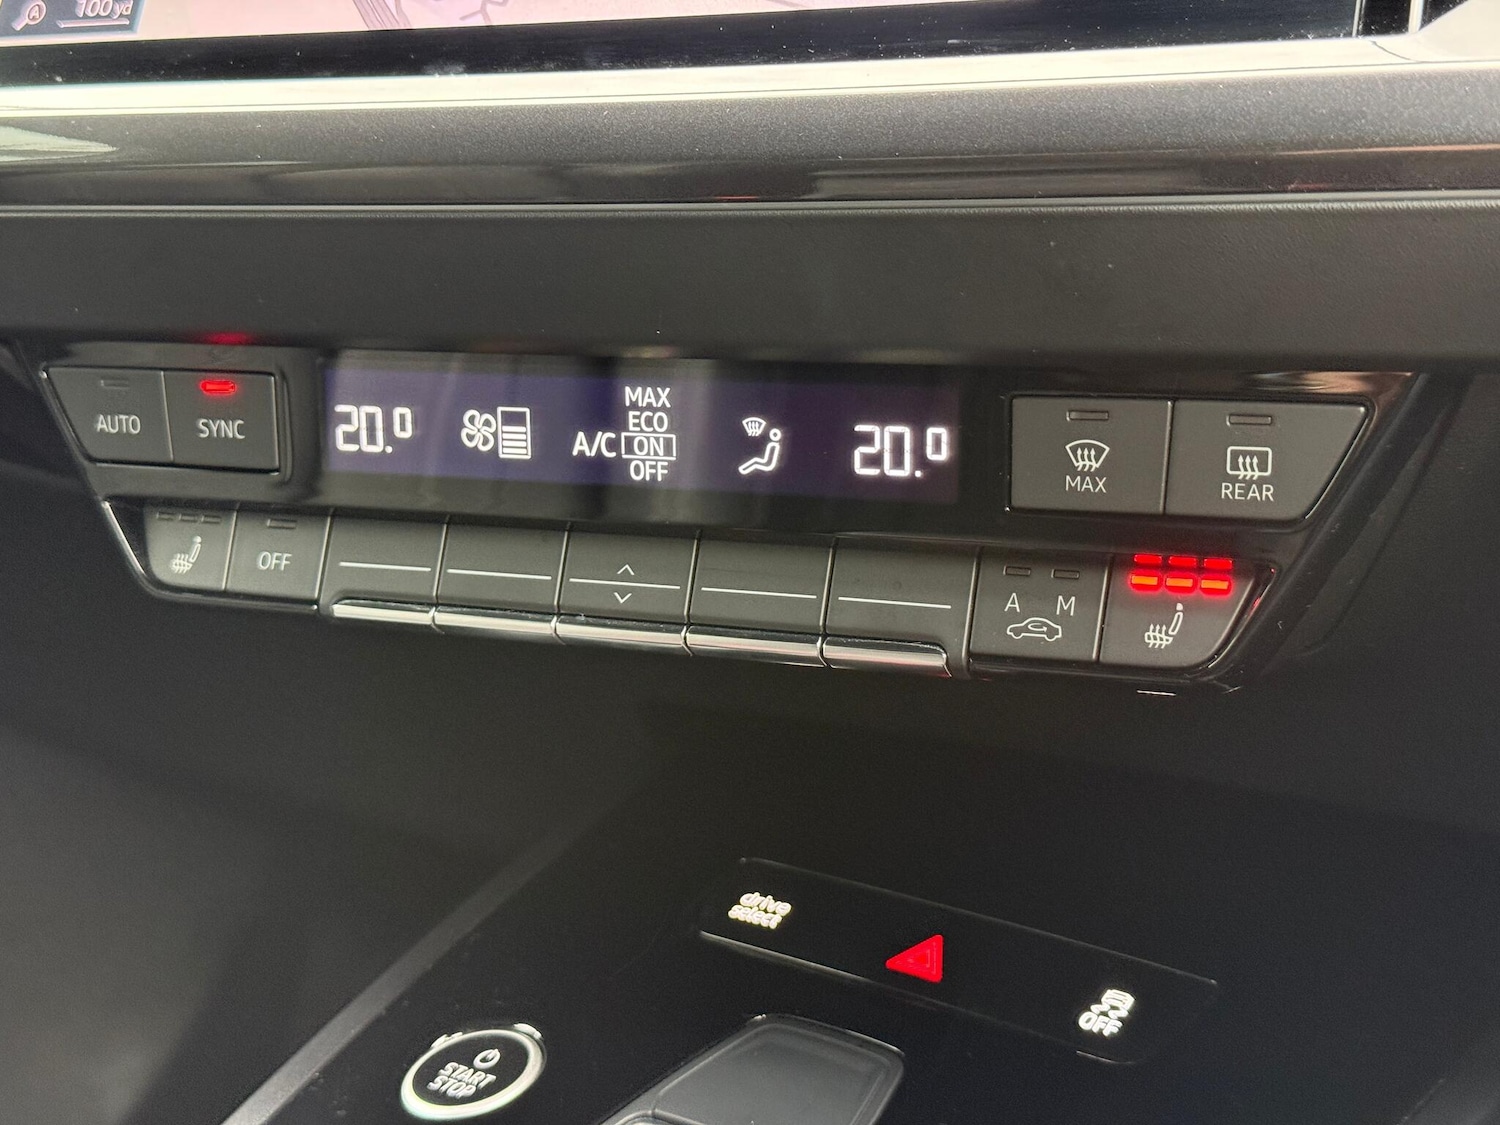 100yd
AUTO
SYNC
20.0
A/C
MAX
ECO
ON
OFF
20.0
MAX
REAR
OFF
A M
drive
select
OFF
START
STOP